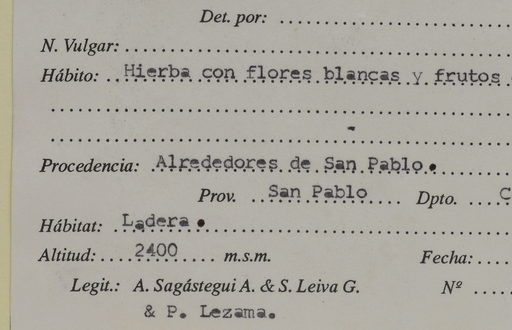 Det. por:
N. Vulgar:
Hábito: Hierba con flores blancas y frutos
Procedencia: Alrededores de San Pablo.
Prov. San Pablo Dpto. C
Hábitat: Ladera.
Altitud: 2400 m.s.m. Fecha:
Legit.: A. Sagástegui A. & S. Leiva G. Nº
& P. Lezama.